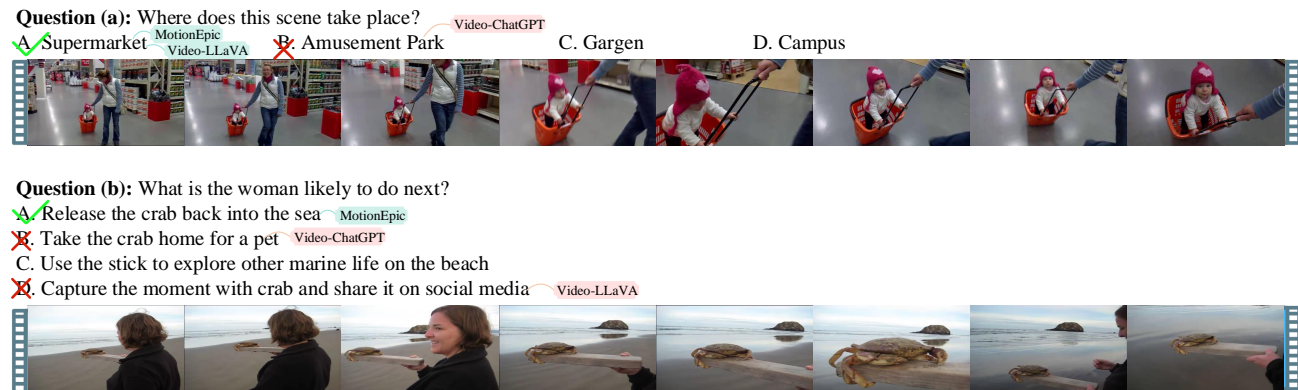 Question (a): Where does this scene take place?
Video-ChatGPT
A. Supermarket MotionEpic B. Amusement Park C. Gargen D. Campus
Video-LLaVA
Question (b): What is the woman likely to do next?
A. Release the crab back into the sea MotionEpic
B. Take the crab home for a pet Video-ChatGPT
C. Use the stick to explore other marine life on the beach
D. Capture the moment with crab and share it on social media Video-LLaVA